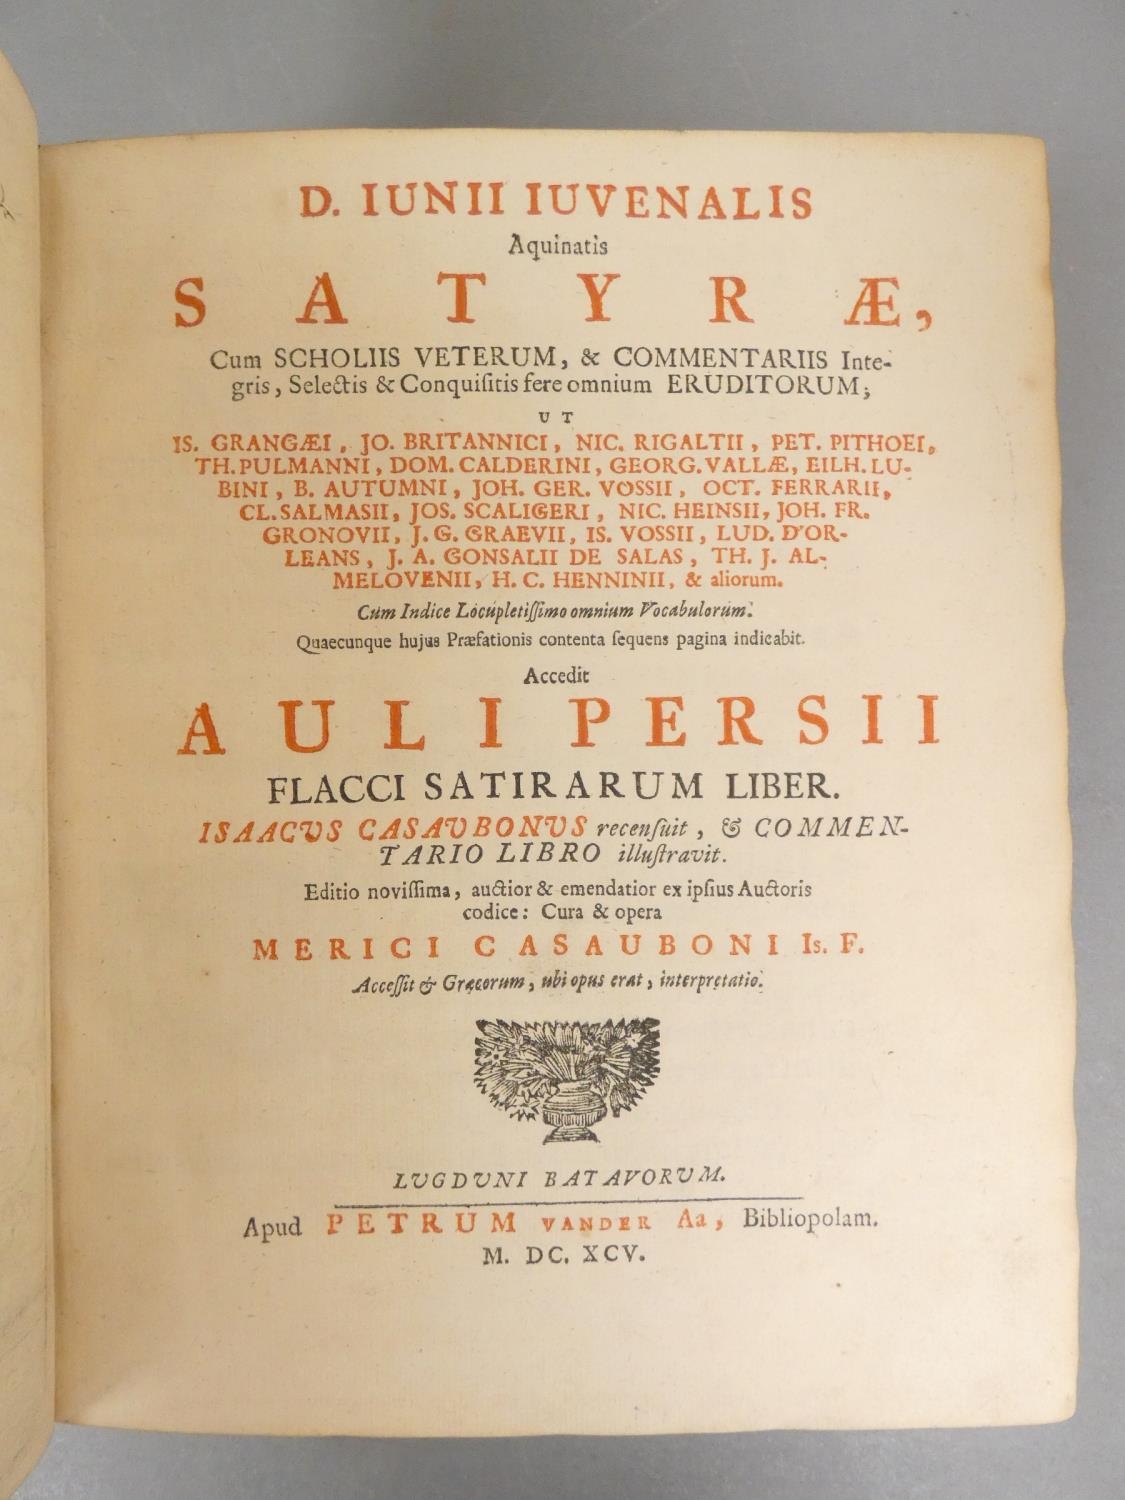 D. IUNII IUVENALIS
Aquinatis
SATYRÆ,
Cum SCHOLIIS VETERUM, & COMMENTARIIS Inte-
gris, Selectis & Conquiſitis fere omnium ERUDITORUM;
UT
IS. GRANGÆI, JO. BRITANNICI, NIC. RIGALTII, PET. PITHOEI,
TH. PULMANNI, DOM. CALDERINI, GEORG. VALLÆ, EILH. LU-
BINI, B. AUTUMNI, JOH. GER. VOSSII, OCT. FERRARII,
CL. SALMASII, JOS. SCALIGERI, NIC. HEINSII, JOH. FR.
GRONOVII, J. G. GRAEVII, IS. VOSSII, LUD. D'OR-
LEANS, J. A. GONSALII DE SALAS, TH. J. AL-
MELOVENII, H. C. HENNINII, & aliorum.
Cum Indice Locupletiſſimo omnium Vocabulorum.
Quaecunque hujus Præfationis contenta ſequens pagina indicabit.
Accedit
AULI PERSII
FLACCI SATIRARUM LIBER.
ISAACVS CASAVBONVS recenſuit, & COMMEN-
TARIO LIBRO illuſtravit.
Editio noviſſima, auctior & emendatior ex ipſius Auctoris
codice: Cura & opera
MERICI CASAUBONI Is. F.
Acceſſit & Græcorum, ubi opus erat, interpretatio.
LVGDVNI BATAVORVM.
Apud PETRUM VANDER Aa, Bibliopolam.
M. DC. XCV.